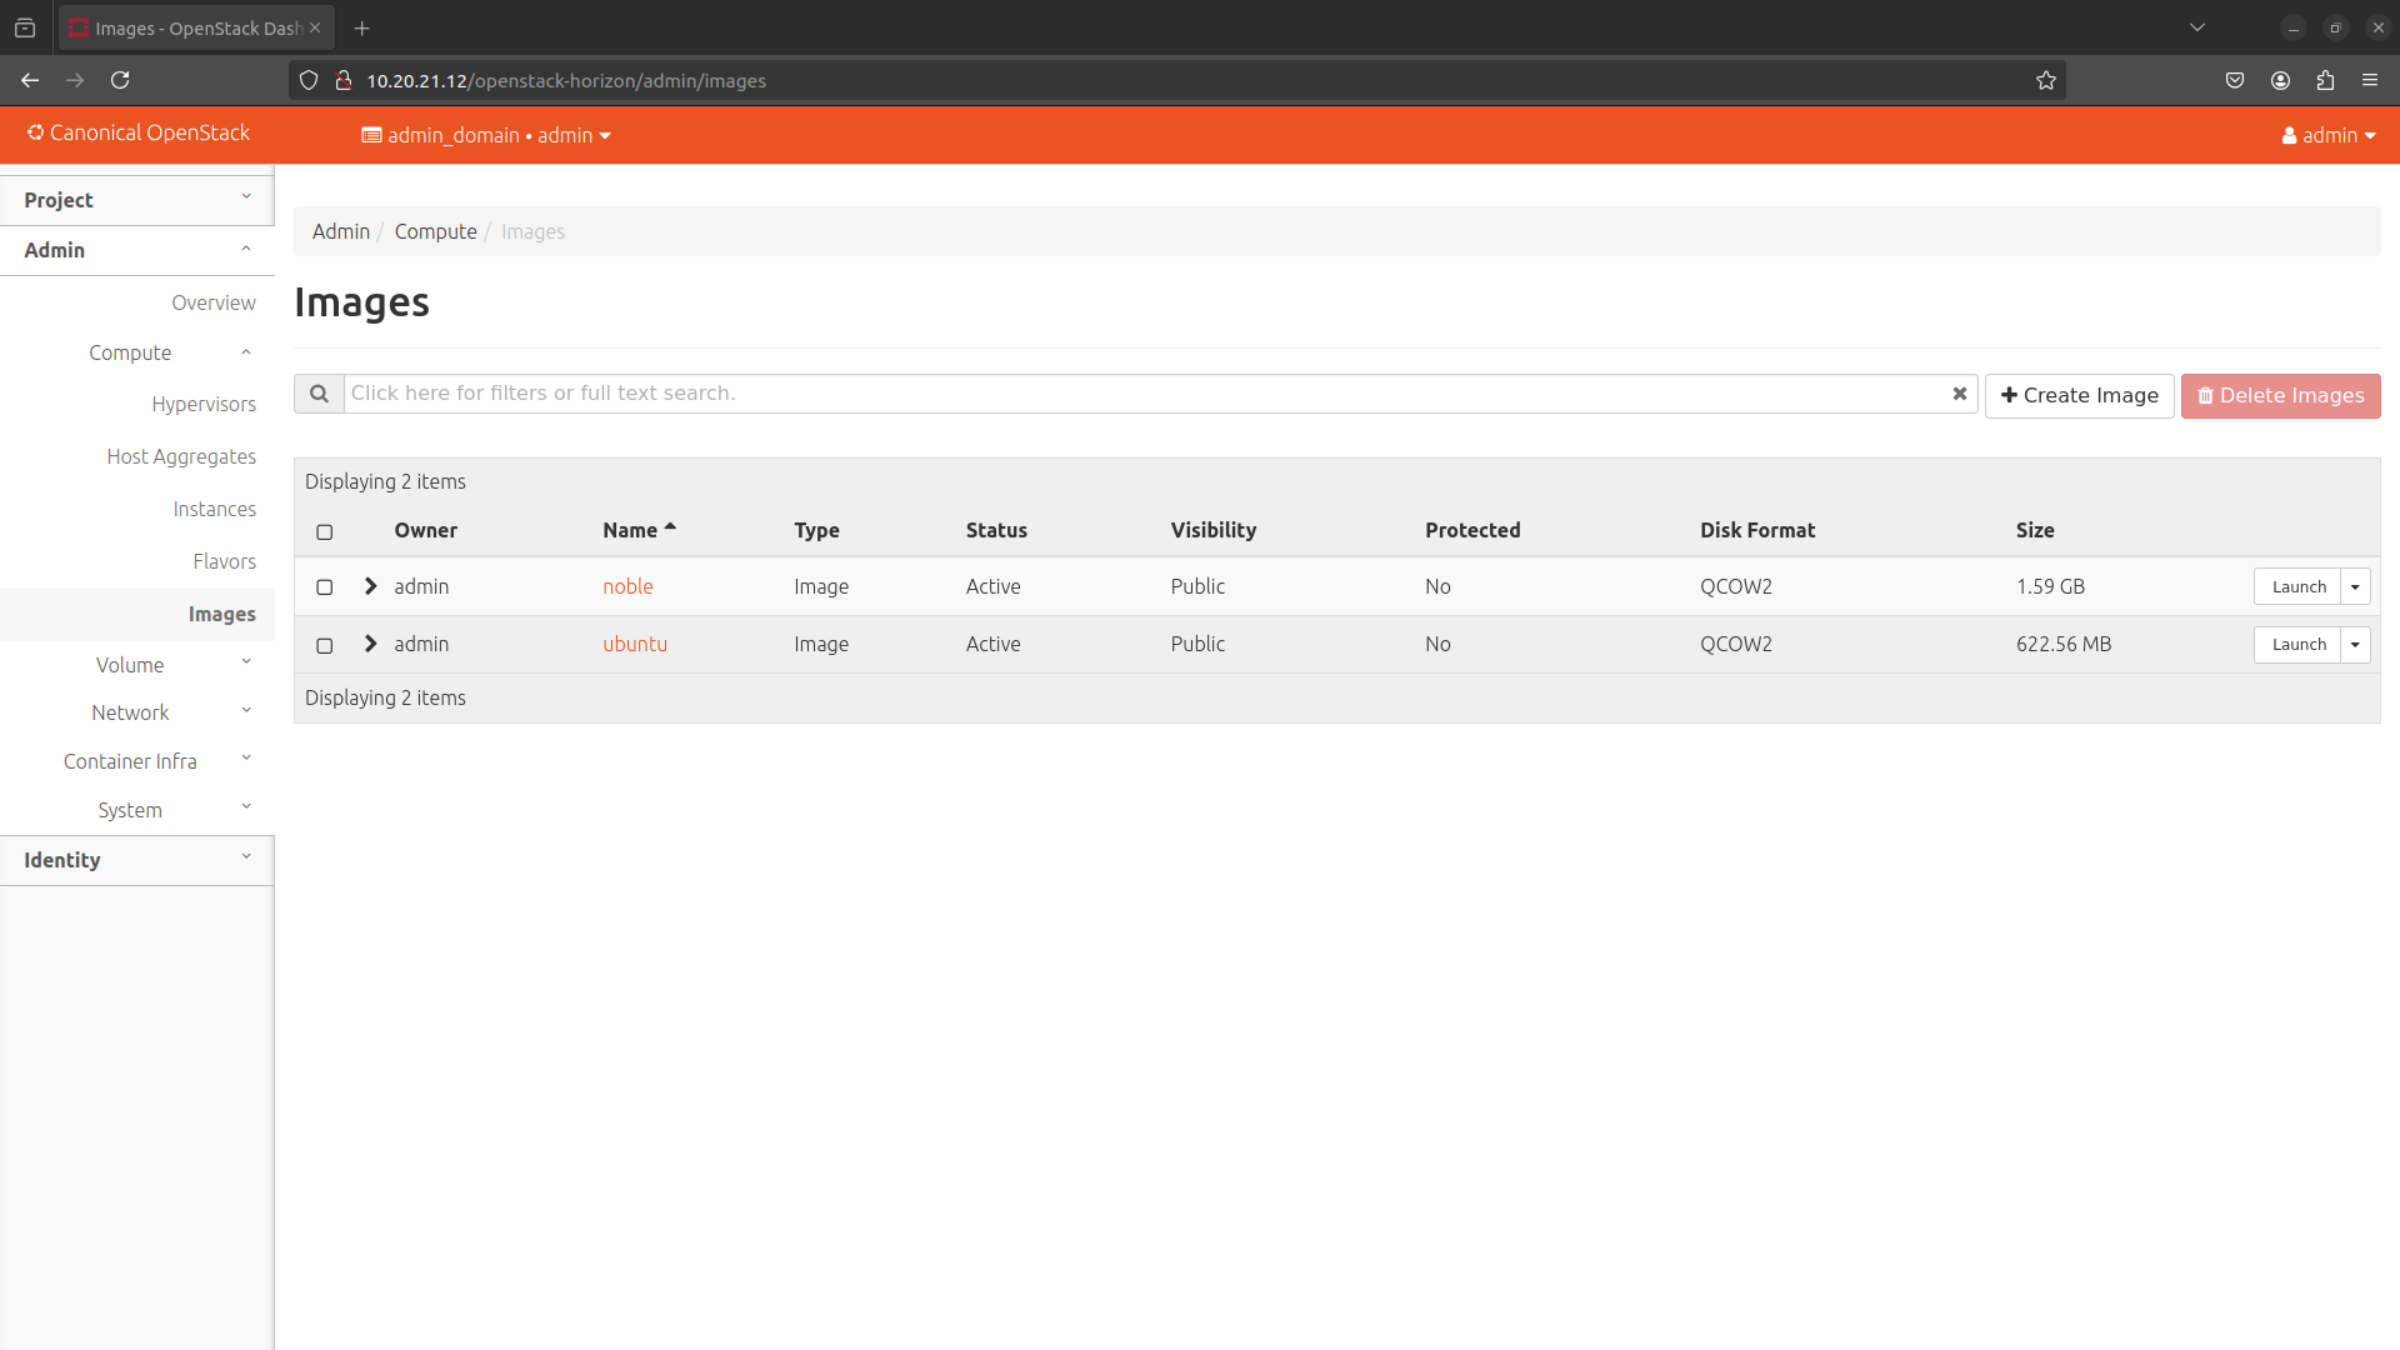 Images - OpenStack Dash
10.20.21.12/openstack-horizon/admin/images
Canonical OpenStack
admin_domain • admin
admin
Project
Admin
Overview
Compute
Hypervisors
Host Aggregates
Instances
Flavors
Images
Volume
Network
Container Infra
System
Identity
Admin / Compute / Images
Images
Click here for filters or full text search.
Create Image
Delete Images
Displaying 2 items
Owner Name Type Status Visibility Protected Disk Format Size
admin noble Image Active Public No QCOW2 1.59 GB Launch
admin ubuntu Image Active Public No QCOW2 622.56 MB Launch
Displaying 2 items